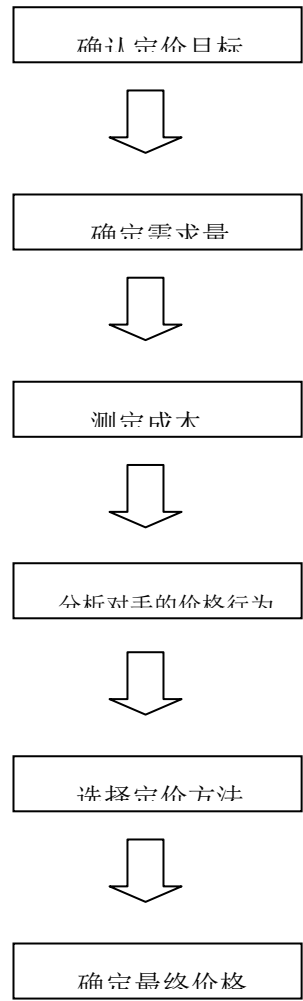 确认定价目标
确定需求量
测定成本
分析对手的价格行为
选择定价方法
确定最终价格